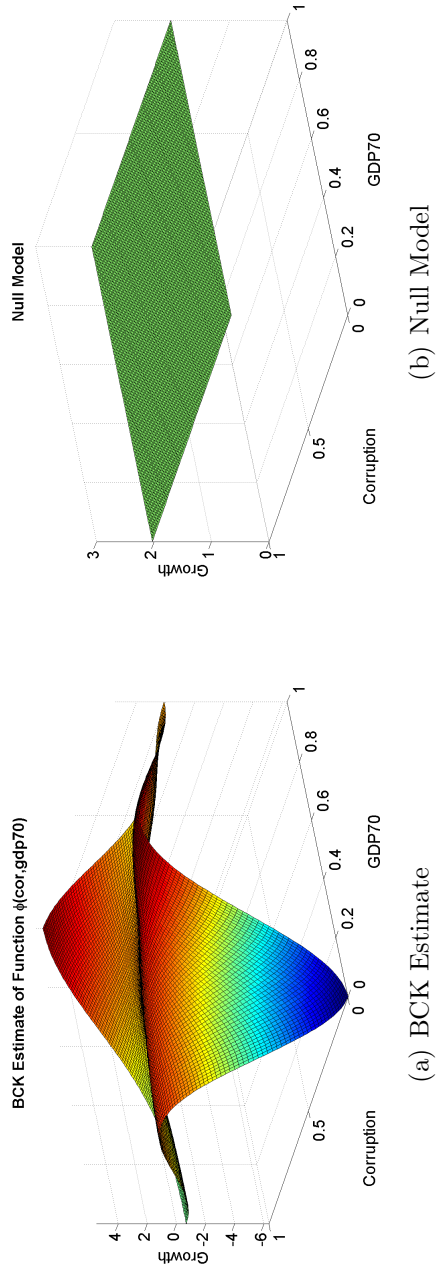 BCK Estimate of Function ϕ(cor,gdp70)
4
2
0
-2
-4
-6
Growth
1
0.5
0
Corruption
0
0.2
0.4
0.6
0.8
1
GDP70
(a) BCK Estimate
Null Model
3
2
1
0
Growth
1
0.5
0
Corruption
0
0.2
0.4
0.6
0.8
1
GDP70
(b) Null Model